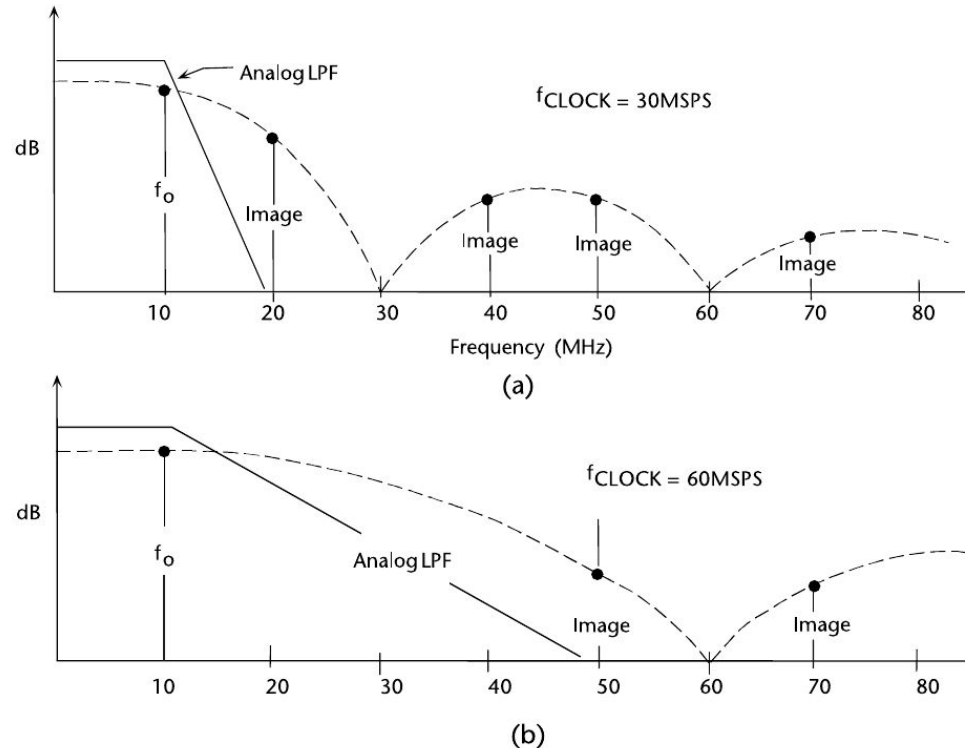 (a)
Analog LPF
fCLOCK = 30MSPS
dB
fo
Image
Image
Image
Image
10 20 30 40 50 60 70 80
Frequency (MHz)
(a)
fCLOCK = 60MSPS
dB
fo
Analog LPF
Image
Image
10 20 30 40 50 60 70 80
(b)